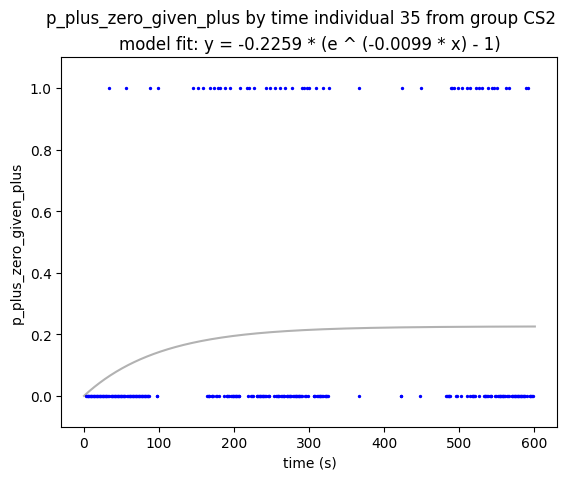 p_plus_zero_given_plus by time individual 35 from group CS2
model fit: y = -0.2259 * (e ^ (-0.0099 * x) - 1)
p_plus_zero_given_plus
1.0
0.8
0.6
0.4
0.2
0.0
0 100 200 300 400 500 600
time (s)